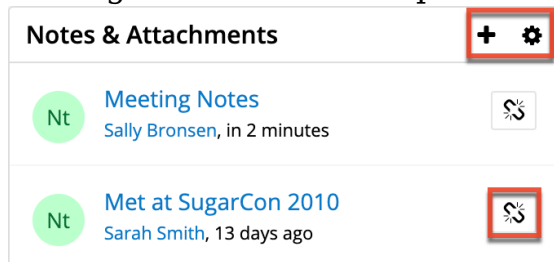 Notes & Attachments
Nt
Meeting Notes
Sally Bronsen, in 2 minutes
Nt
Met at SugarCon 2010
Sarah Smith, 13 days ago